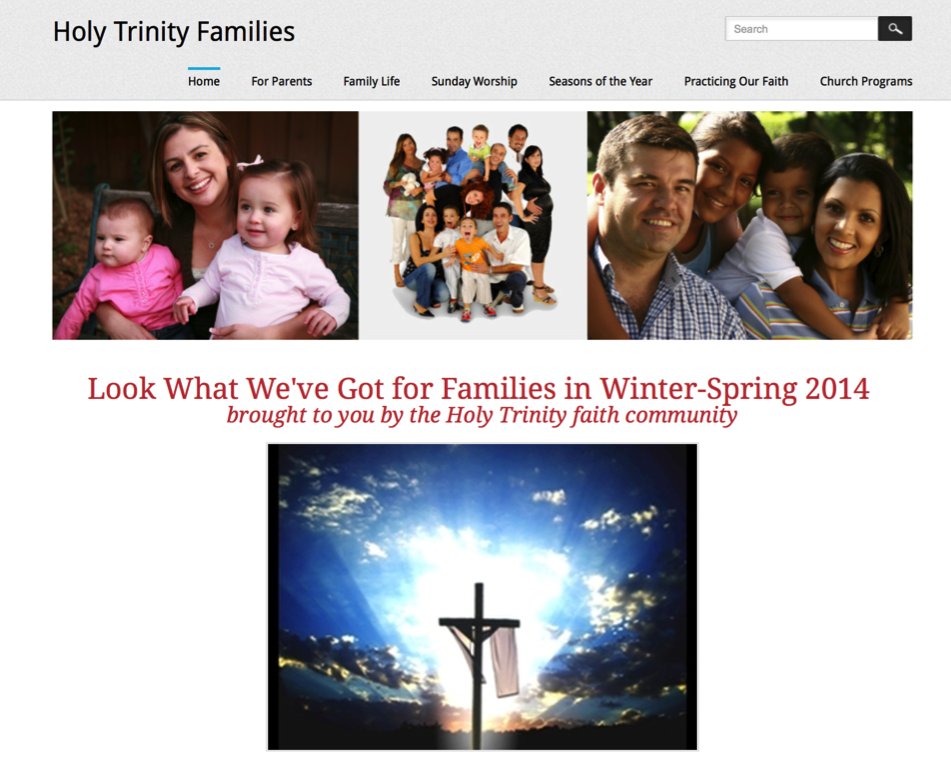 Holy Trinity Families
Search
Home For Parents Family Life Sunday Worship Seasons of the Year Practicing Our Faith Church Programs
Look What We've Got for Families in Winter-Spring 2014
brought to you by the Holy Trinity faith community